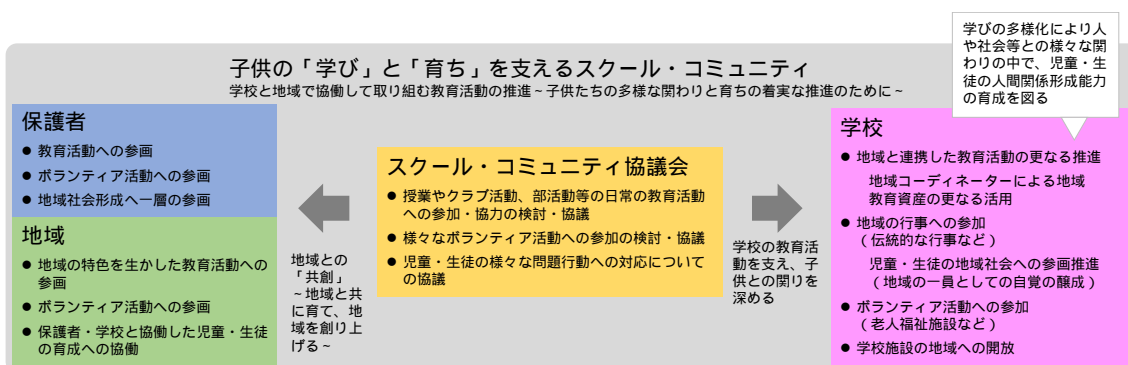 学びの多様化により人
や社会等との様々な関
わりの中で、児童・生
徒の人間関係形成能力
の育成を図る
子供の「学び」と「育ち」を支えるスクール・コミュニティ
学校と地域で協働して取り組む教育活動の推進~子供たちの多様な関わりと育ちの着実な推進のために~
保護者
● 教育活動への参画
● ボランティア活動への参画
● 地域社会形成へ一層の参画
地域
● 地域の特色を生かした教育活動への
参画
● ボランティア活動への参画
● 保護者・学校と協働した児童・生徒
の育成への協働
地域との
「共創」
~地域と共
に育て、地
域を創り上
げる~
スクール・コミュニティ協議会
● 授業やクラブ活動、部活動等の日常の教育活動
への参加・協力の検討・協議
● 様々なボランティア活動への参加の検討・協議
● 児童・生徒の様々な問題行動への対応について
の協議
学校の教育活
動を支え、子
供との関りを
深める
学校
● 地域と連携した教育活動の更なる推進
地域コーディネーターによる地域
教育資産の更なる活用
● 地域の行事への参加
(伝統的な行事など)
児童・生徒の地域社会への参画推進
(地域の一員としての自覚の醸成)
● ボランティア活動への参加
(老人福祉施設など)
● 学校施設の地域への開放